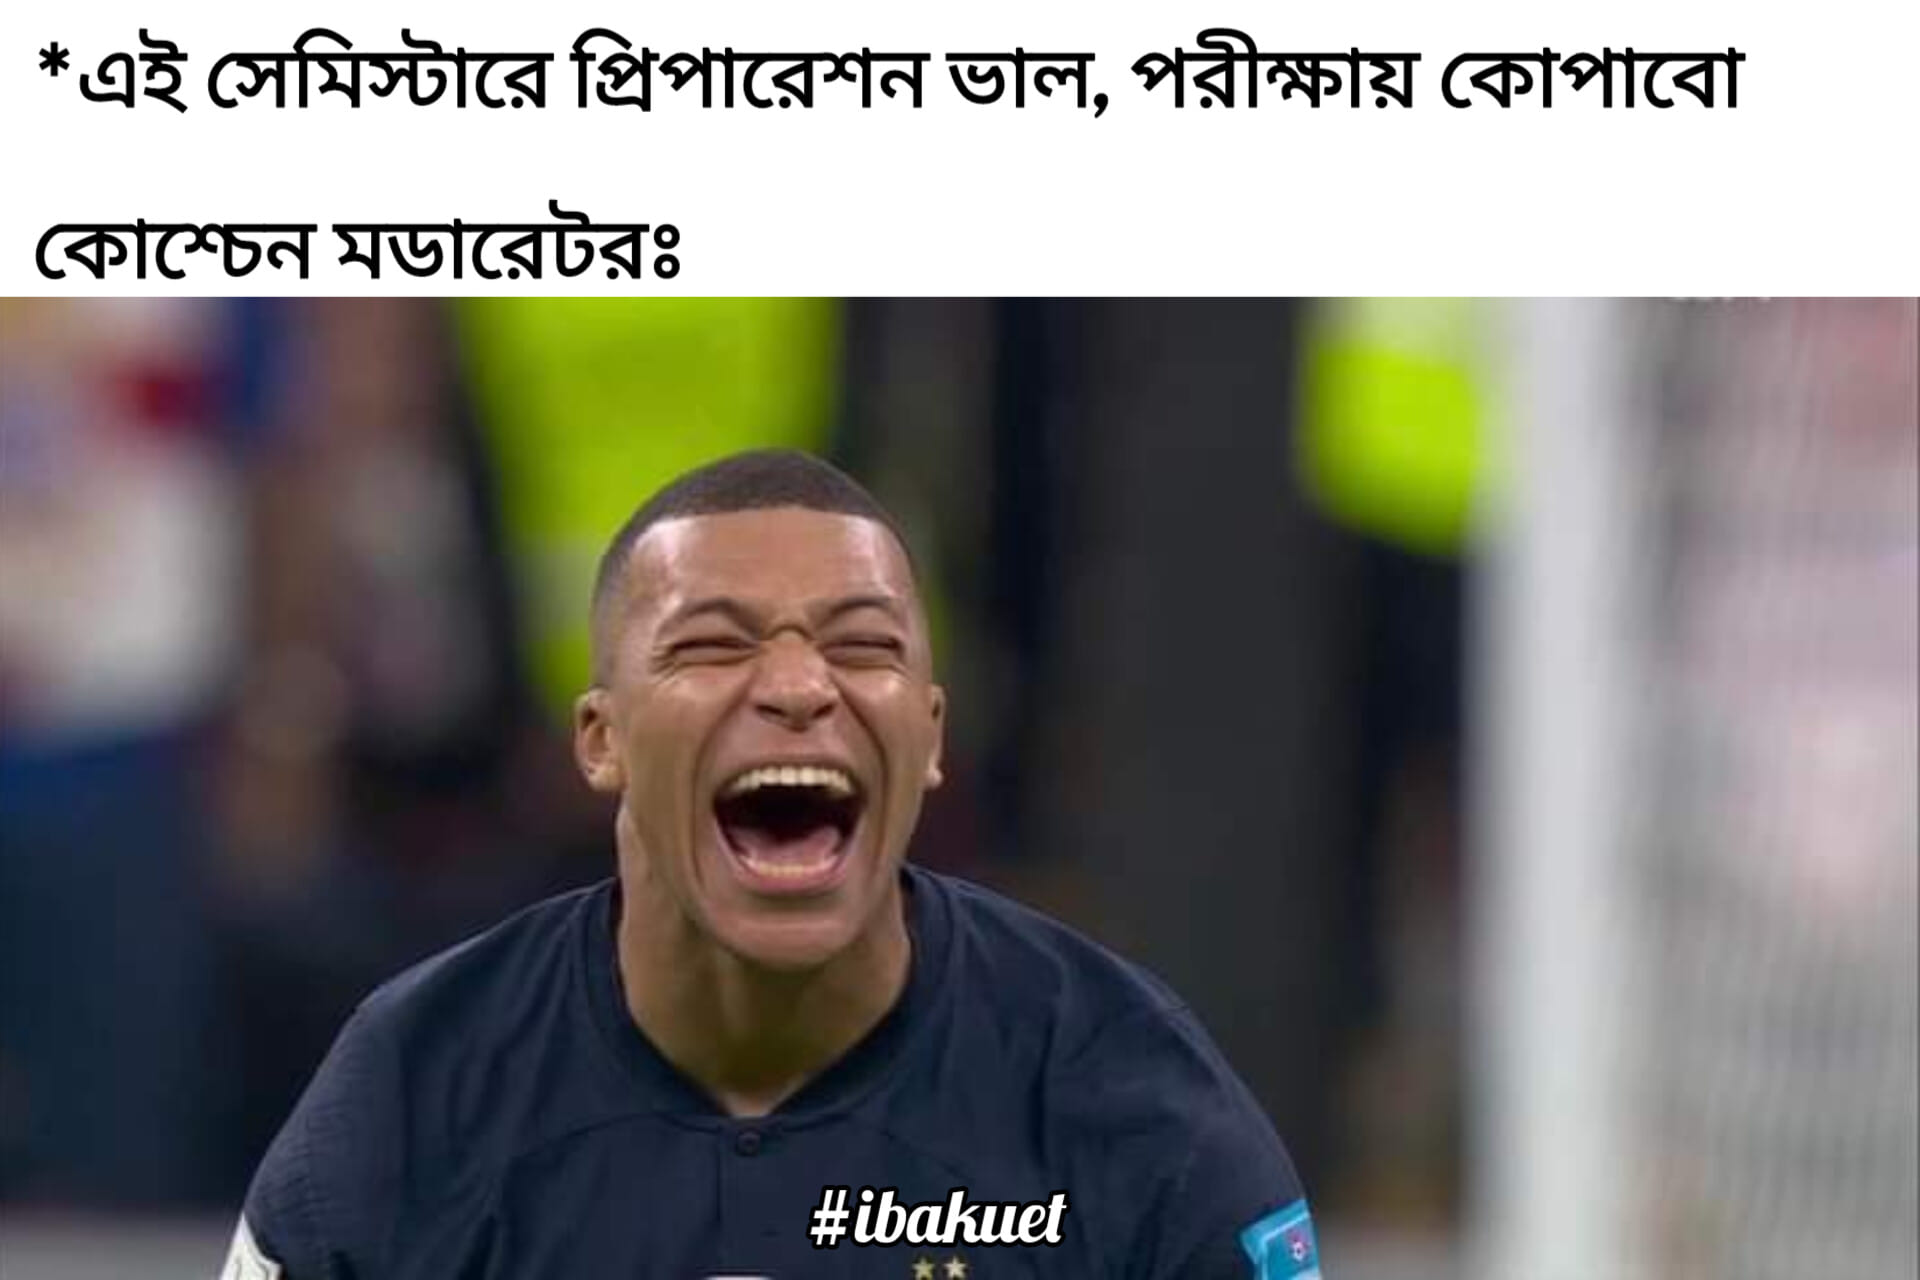 *এই সেমিস্টারে প্রিপারেশন ভাল, পরীক্ষায় কোপাবো
কোশ্চেন মডারেটরঃ
#ibakuet